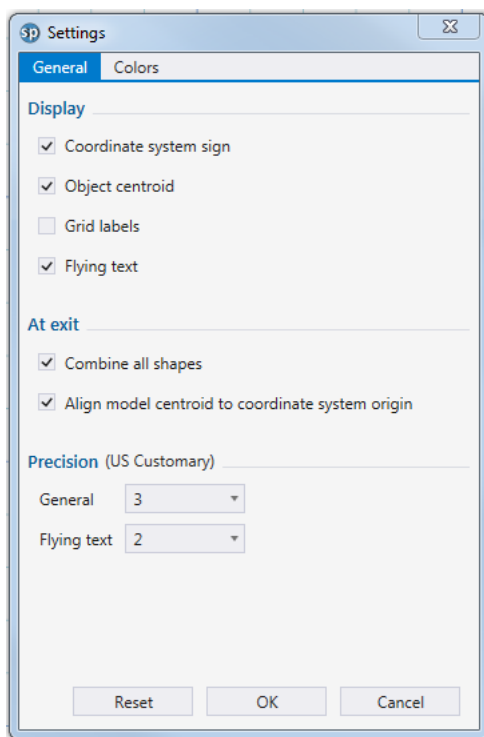 sp Settings
General Colors
Display
Coordinate system sign
Object centroid
Grid labels
Flying text
At exit
Combine all shapes
Align model centroid to coordinate system origin
Precision (US Customary)
General 3
Flying text 2
Reset OK Cancel